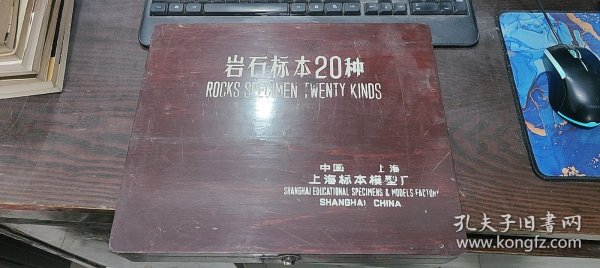 岩石标本20种
ROCKS SPECIMEN TWENTY KINDS
中国 上海
上海标本模型厂
SHANGHAI EDUCATIONAL SPECIMENS & MODELS FACTORY
SHANGHAI CHINA
孔夫子旧书网
www.kongfz.com